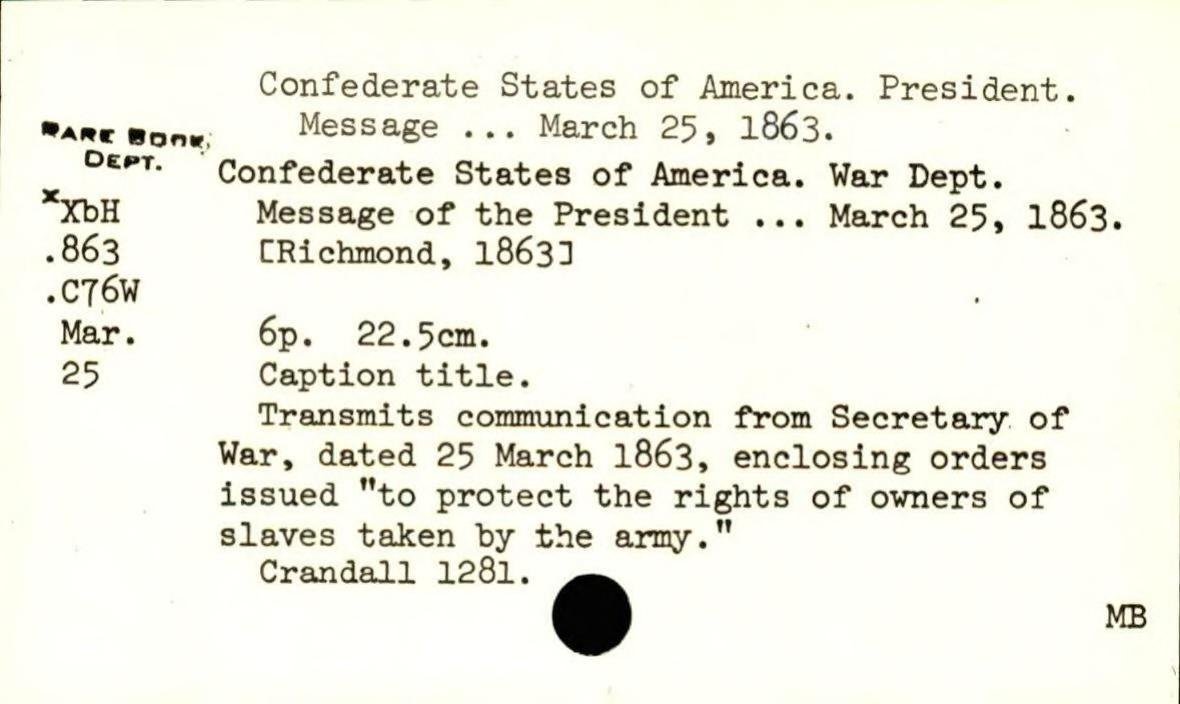 Confederate States of America. President.
Message ... March 25, 1863.
RARE BOOK
DEPT.
Confederate States of America. War Dept.
xXbH
Message of the President ... March 25, 1863.
.863
[Richmond, 1863]
.C76W
Mar.
6p. 22.5cm.
25
Caption title.
Transmits communication from Secretary of
War, dated 25 March 1863, enclosing orders
issued "to protect the rights of owners of
slaves taken by the army."
Crandall 1281.
MB